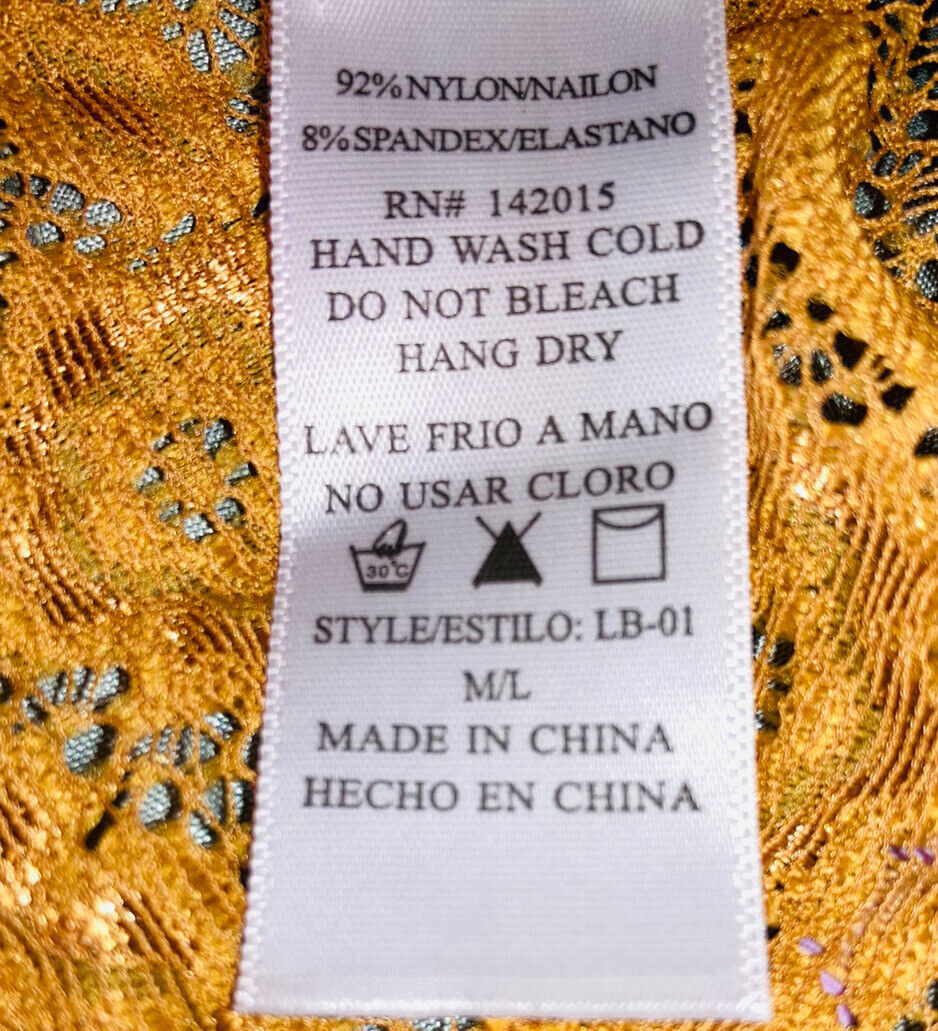 92%NYLON/NAILON
8%SPANDEX/ELASTANO
RN# 142015
HAND WASH COLD
DO NOT BLEACH
HANG DRY
LAVE FRIO A MANO
NO USAR CLORO
30°C
STYLE/ESTILO: LB-01
M/L
MADE IN CHINA
HECHO EN CHINA